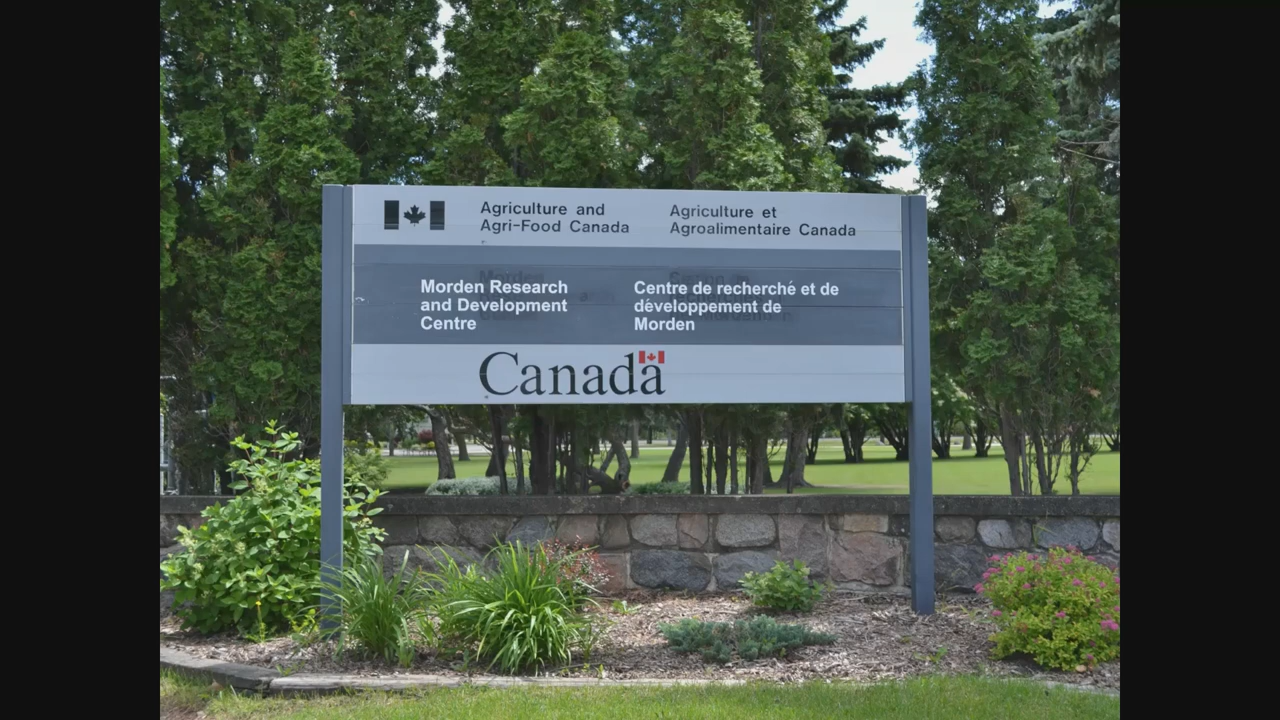 Agriculture and
Agri-Food Canada
Agriculture et
Agroalimentaire Canada
Morden Research
and Development
Centre
Centre de recherché et de
développement de
Morden
Canada